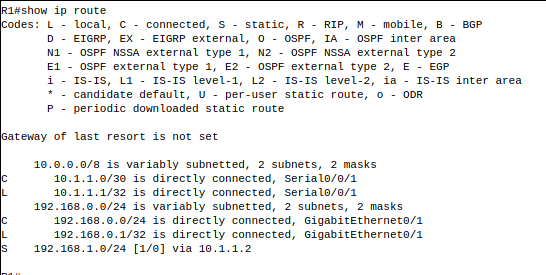 R1#show ip route
Codes: L - local, C - connected, S - static, R - RIP, M - mobile, B - BGP
D - EIGRP, EX - EIGRP external, O - OSPF, IA - OSPF inter area
N1 - OSPF NSSA external type 1, N2 - OSPF NSSA external type 2
E1 - OSPF external type 1, E2 - OSPF external type 2, E - EGP
i - IS-IS, L1 - IS-IS level-1, L2 - IS-IS level-2, ia - IS-IS inter area
* - candidate default, U - per-user static route, o - ODR
P - periodic downloaded static route
Gateway of last resort is not set
10.0.0.0/8 is variably subnetted, 2 subnets, 2 masks
C 10.1.1.0/30 is directly connected, Serial0/0/1
L 10.1.1.1/32 is directly connected, Serial0/0/1
192.168.0.0/24 is variably subnetted, 2 subnets, 2 masks
C 192.168.0.0/24 is directly connected, GigabitEthernet0/1
L 192.168.0.1/32 is directly connected, GigabitEthernet0/1
S 192.168.1.0/24 [1/0] via 10.1.1.2